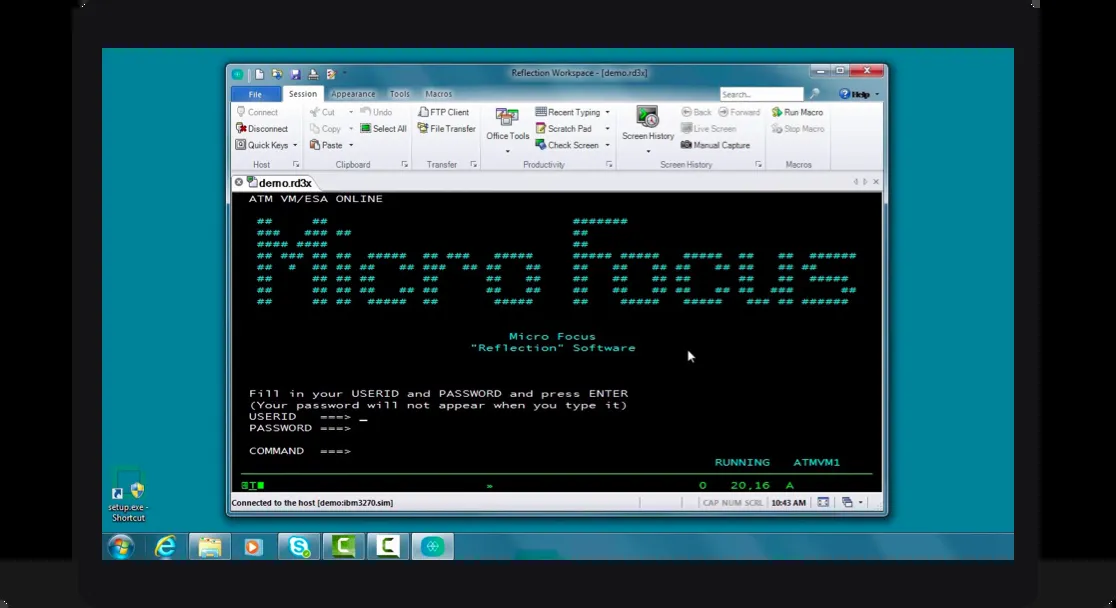 Reflection Workspace - [demo.rd3x]
File Session Appearance Tools Macros Search... Help
Connect Cut Undo FTP Client Recent Typing Back Forward Run Macro
Disconnect Copy Select All File Transfer Office Tools Scratch Pad Screen History Live Screen Stop Macro
Quick Keys Paste Check Screen Manual Capture
Host Clipboard Transfer Productivity Screen History Macros
demo.rd3x
ATM VM/ESA ONLINE
Micro Focus
Micro Focus
"Reflection" Software
Fill in your USERID and PASSWORD and press ENTER
(Your password will not appear when you type it)
USERID ===> _
PASSWORD ===>
COMMAND ===>
RUNNING ATMVM1
20,16 A
Connected to the host [demo:ibm3270.sim] CAP NUM SCRL 10:43 AM
setup.exe -
Shortcut